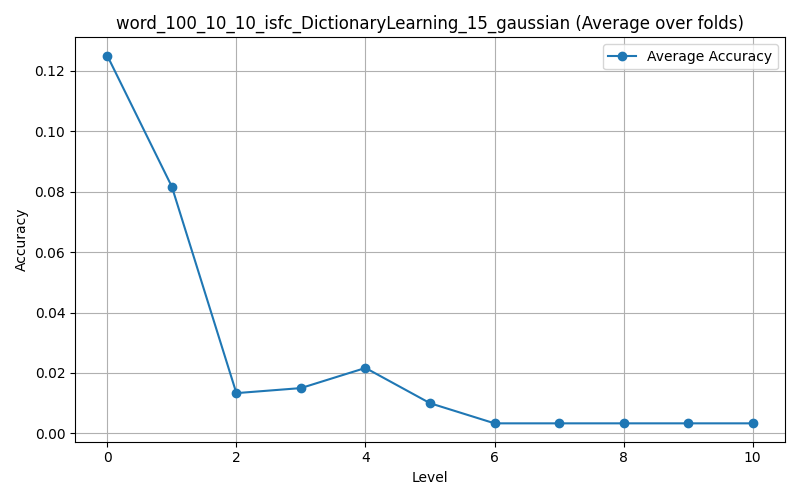 word_100_10_10_isfc_DictionaryLearning_15_gaussian (Average over folds)
Average Accuracy
0.12
0.10
0.08
0.06
0.04
0.02
0.00
Accuracy
0 2 4 6 8 10
Level